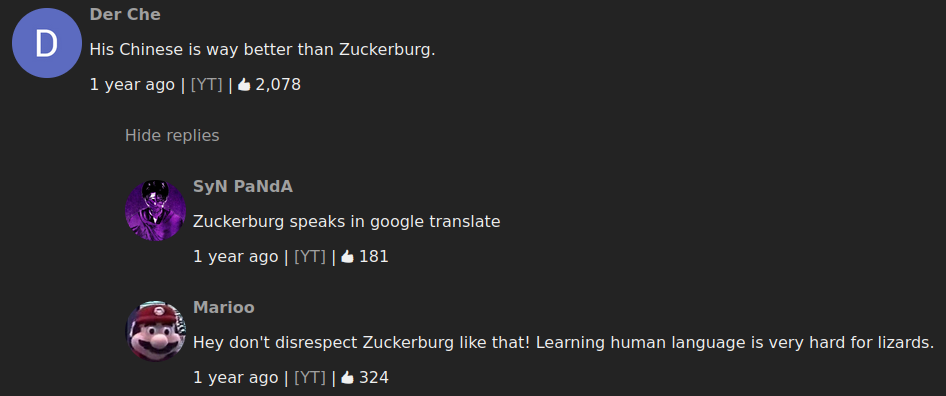 D
Der Che
His Chinese is way better than Zuckerburg.
1 year ago | [YT] | 👍 2,078
Hide replies
SyN PaNdA
Zuckerburg speaks in google translate
1 year ago | [YT] | 👍 181
Marioo
Hey don't disrespect Zuckerburg like that! Learning human language is very hard for lizards.
1 year ago | [YT] | 👍 324